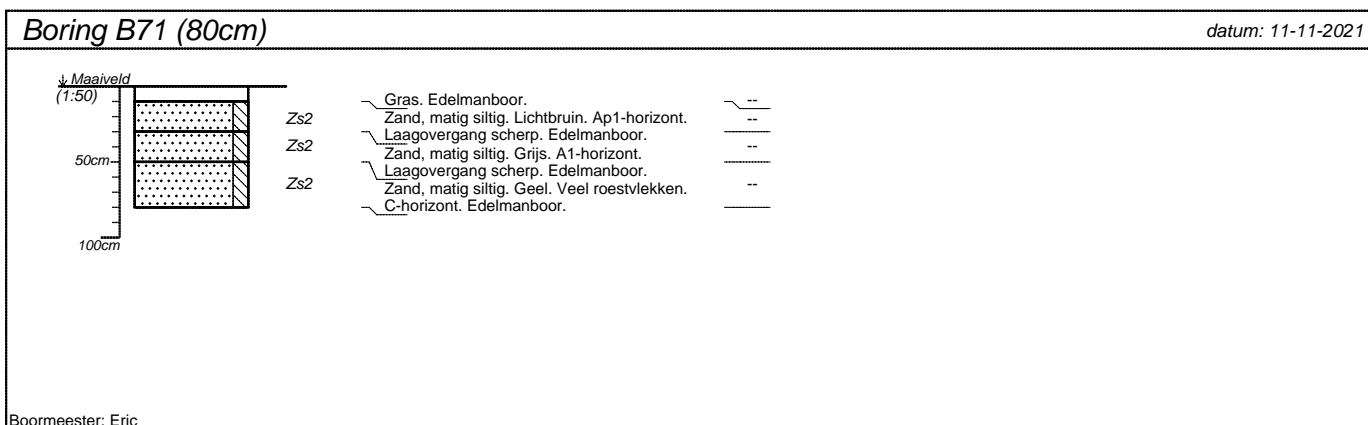 Boring B71 (80cm)
datum: 11-11-2021
Maaiveld
(1:50)
50cm
100cm
Zs2
Zs2
Zs2
Gras. Edelmanboor.
Zand, matig siltig. Lichtbruin. Ap1-horizont.
Laagovergang scherp. Edelmanboor.
Zand, matig siltig. Grijs. A1-horizont.
Laagovergang scherp. Edelmanboor.
Zand, matig siltig. Geel. Veel roestvlekken.
C-horizont. Edelmanboor.
--
--
--
--
Boormeester: Eric